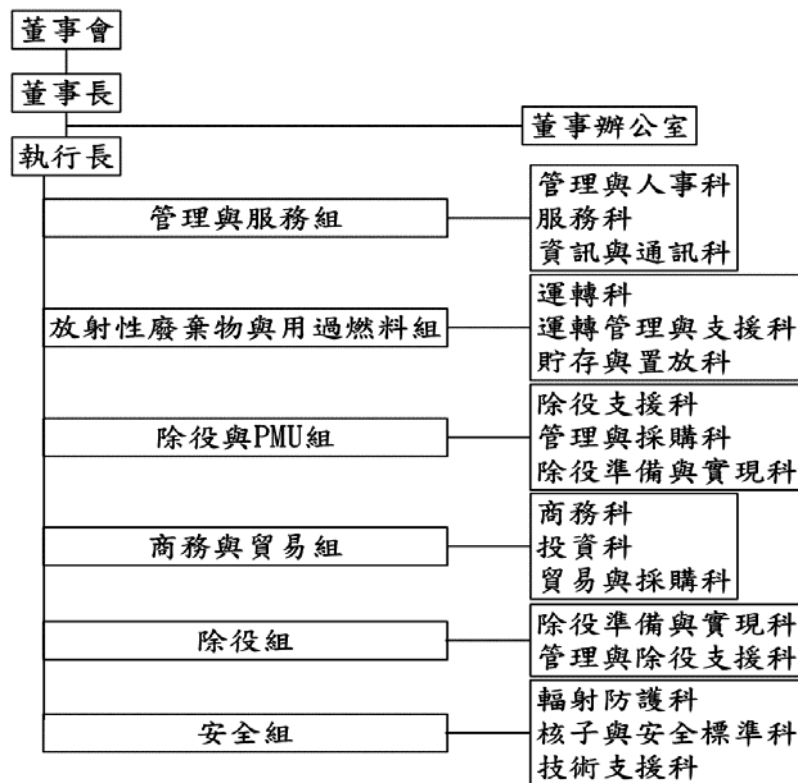 董事會
董事長
董事辦公室
執行長
管理與服務組
管理與人事科
服務科
資訊與通訊科
放射性廢棄物與用過燃料組
運轉科
運轉管理與支援科
貯存與置放科
除役與PMU組
除役支援科
管理與採購科
除役準備與實現科
商務與貿易組
商務科
投資科
貿易與採購科
除役組
除役準備與實現科
管理與除役支援科
安全組
輻射防護科
核子與安全標準科
技術支援科